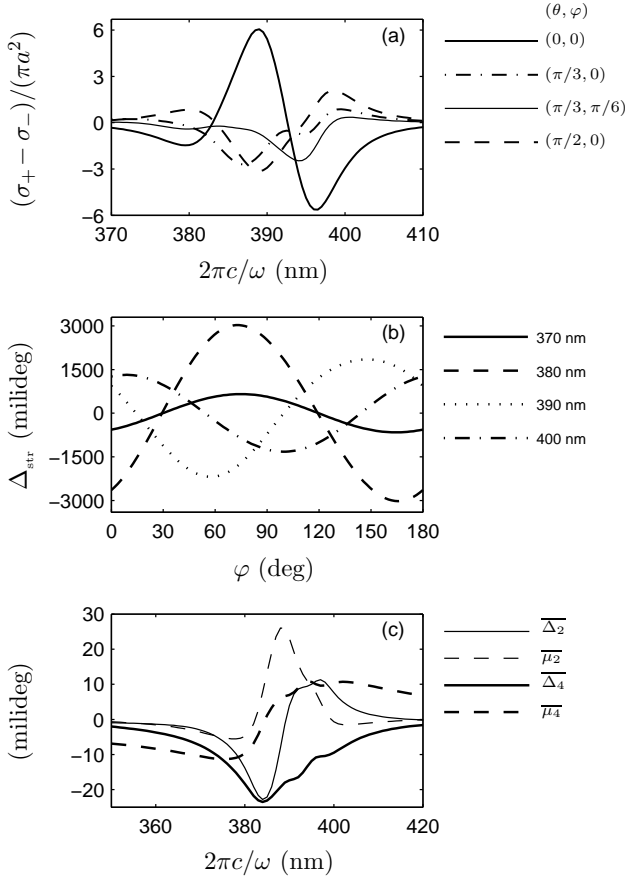 (θ, φ)
(a)
6
3
0
−3
−6
(σ₊ − σ₋)/(πa²)
370 380 390 400 410
2πc/ω (nm)
(0, 0)
(π/3, 0)
(π/3, π/6)
(π/2, 0)
(b)
3000
1500
0
−1500
−3000
Δstr (milideg)
0 30 60 90 120 150 180
φ (deg)
370 nm
380 nm
390 nm
400 nm
(c)
30
20
10
0
−10
−20
(milideg)
360 380 400 420
2πc/ω (nm)
Δ₂
μ₂
Δ₄
μ₄